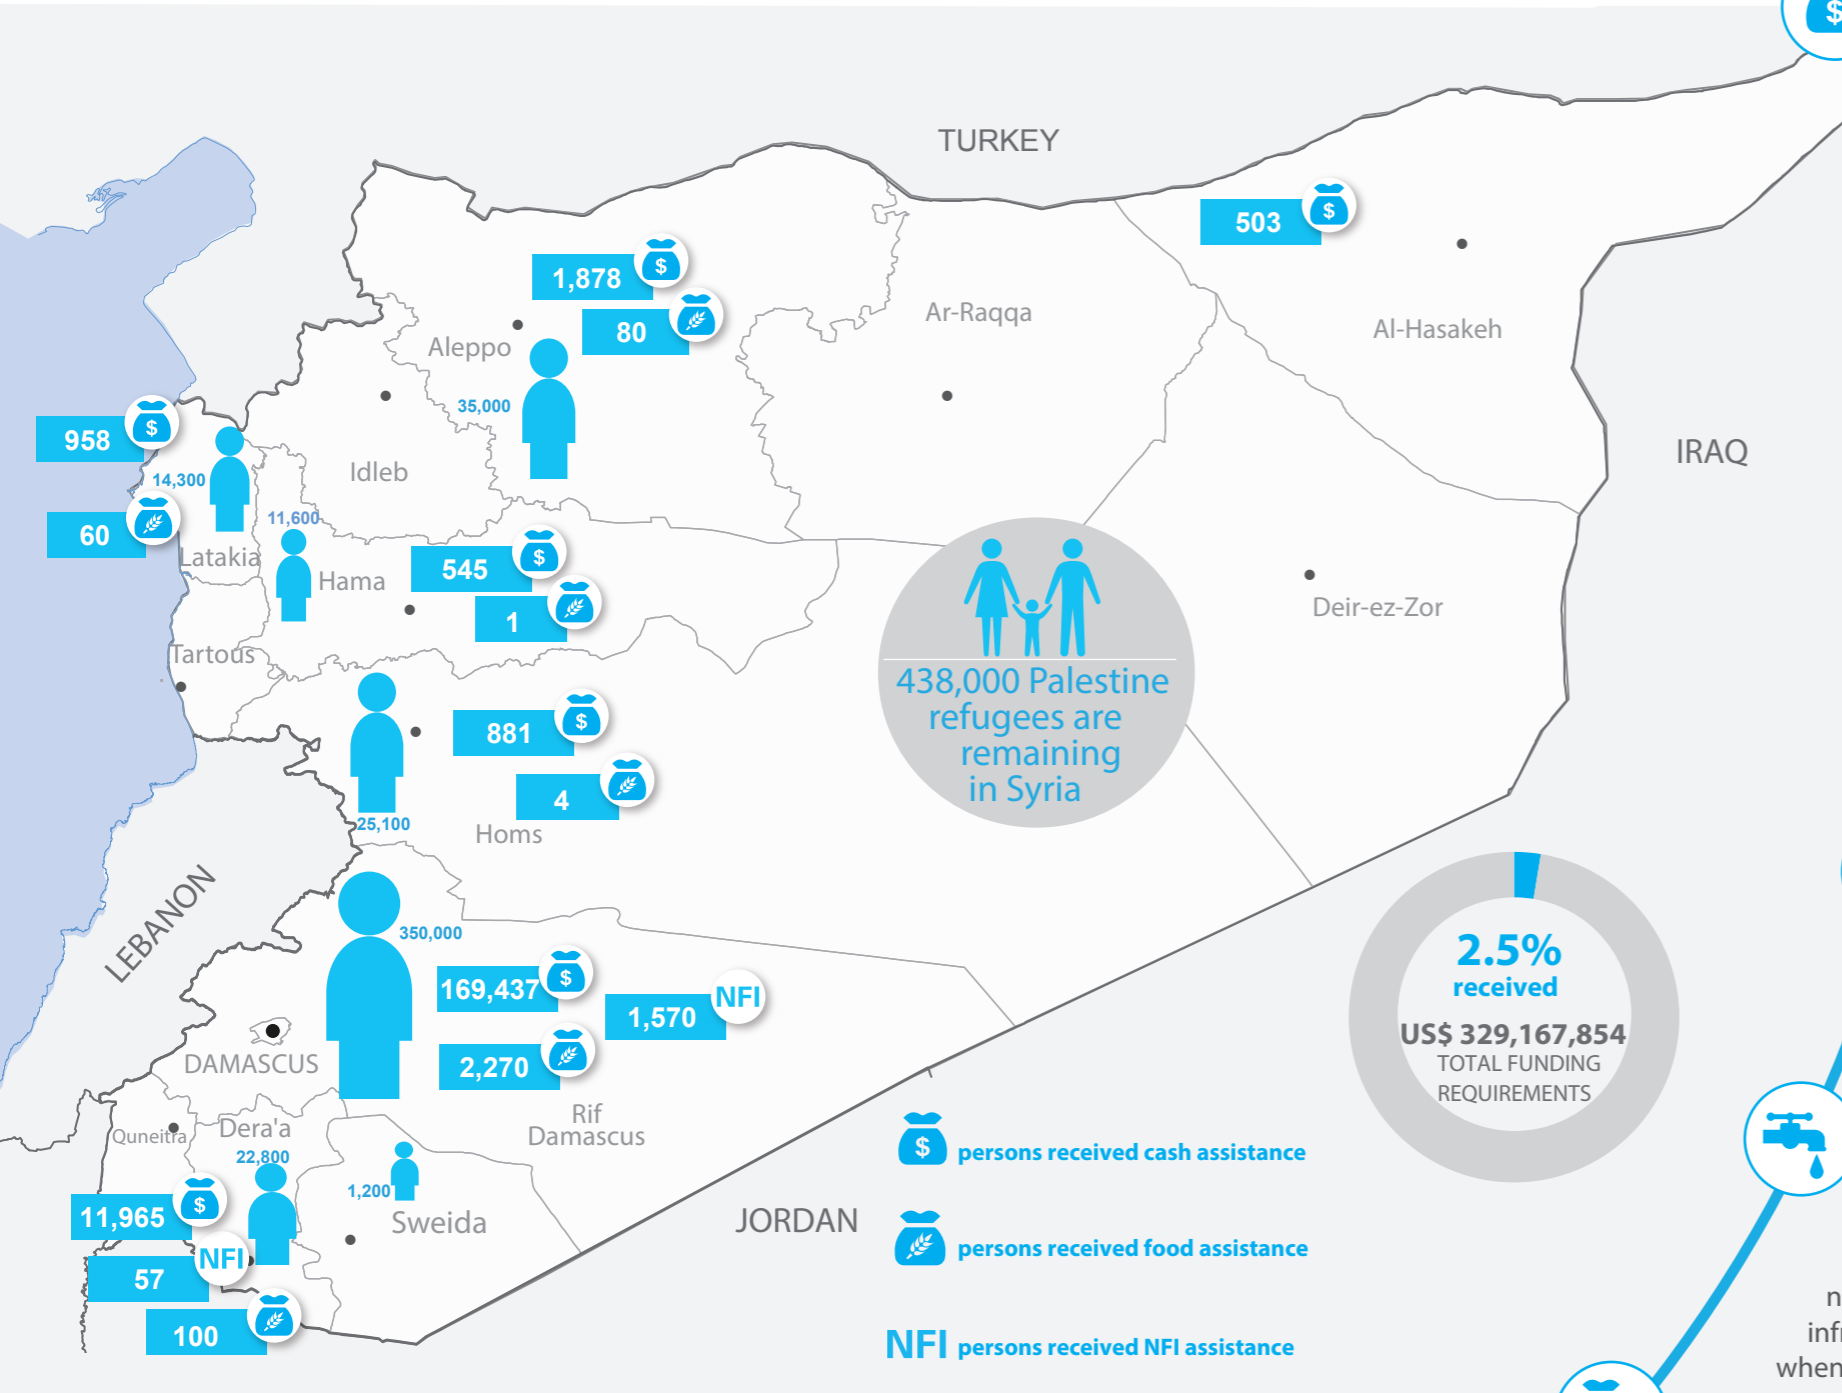 $
TURKEY
503
$
1,878
$
80
Ar-Raqqa
Al-Hasakeh
Aleppo
35,000
958
$
14,300
60
Idleb
IRAQ
11,600
Latakia
Hama
545
$
1
Deir-ez-Zor
Tartous
438,000 Palestine
refugees are
remaining
in Syria
881
$
4
25,100
Homs
LEBANON
350,000
169,437
$
1,570
NFI
2,270
2.5%
received
US$ 329,167,854
TOTAL FUNDING
REQUIREMENTS
DAMASCUS
Rif
Damascus
Quneitra
Dera'a
22,800
1,200
Sweida
11,965
$
57
NFI
100
JORDAN
$
persons received cash assistance
persons received food assistance
NFI persons received NFI assistance
n
infr
when